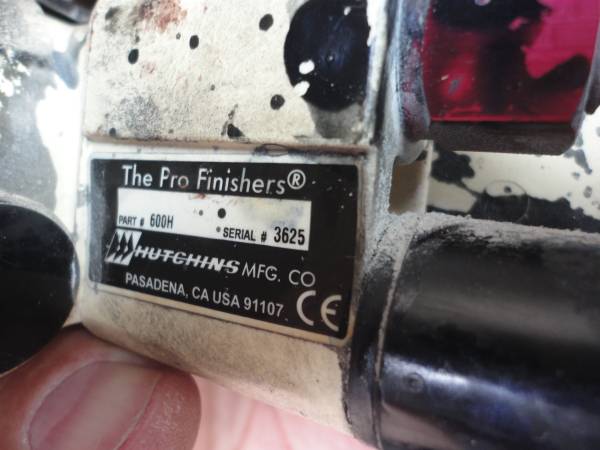 The Pro Finishers®
PART # 600H SERIAL # 3625
HUTCHINS MFG. CO
PASADENA, CA USA 91107
CE